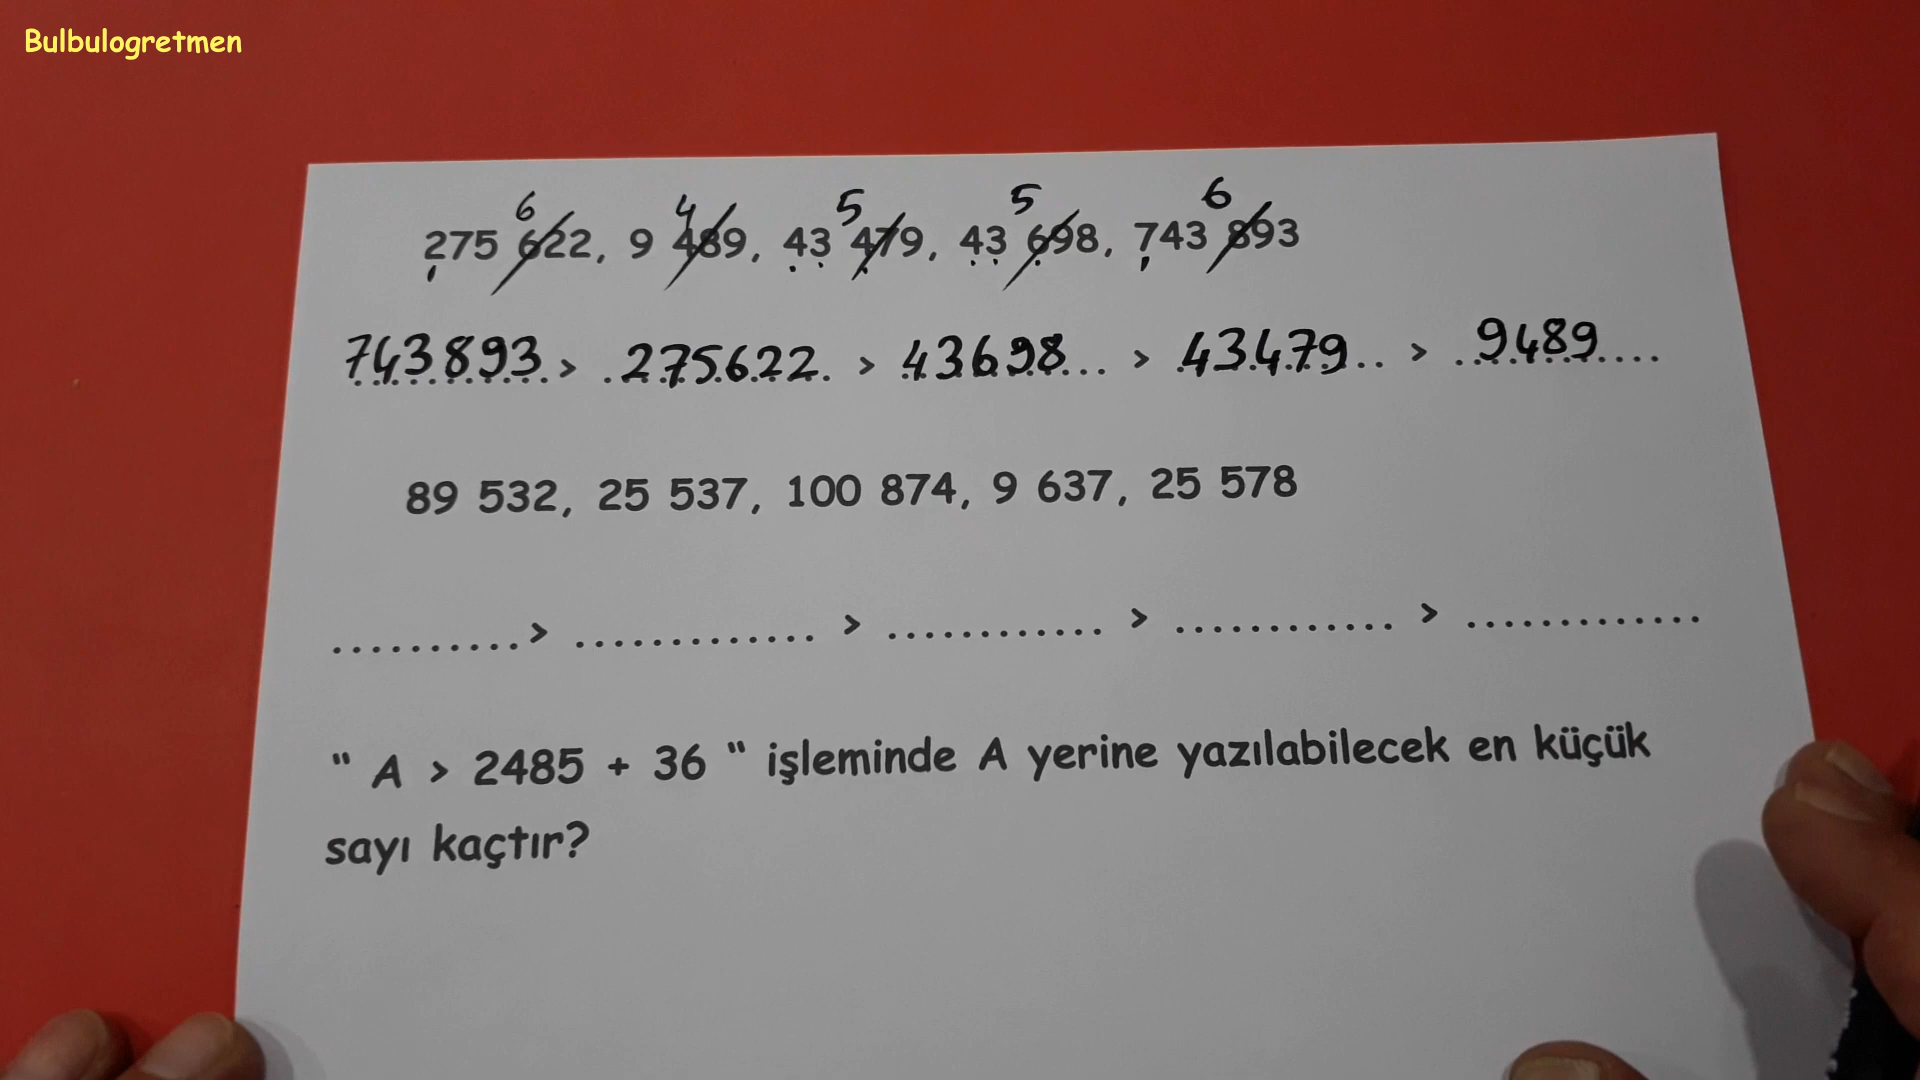 Bulbulogretmen
6 4 5 5 6
275 622, 9 489, 43 479, 43 698, 743 893
743893 > 275622 > 43698 > 43479 > 9489
89 532, 25 537, 100 874, 9 637, 25 578
.......... > ............. > ............ > ............ > .............
" A > 2485 + 36 " işleminde A yerine yazılabilecek en küçük
sayı kaçtır?